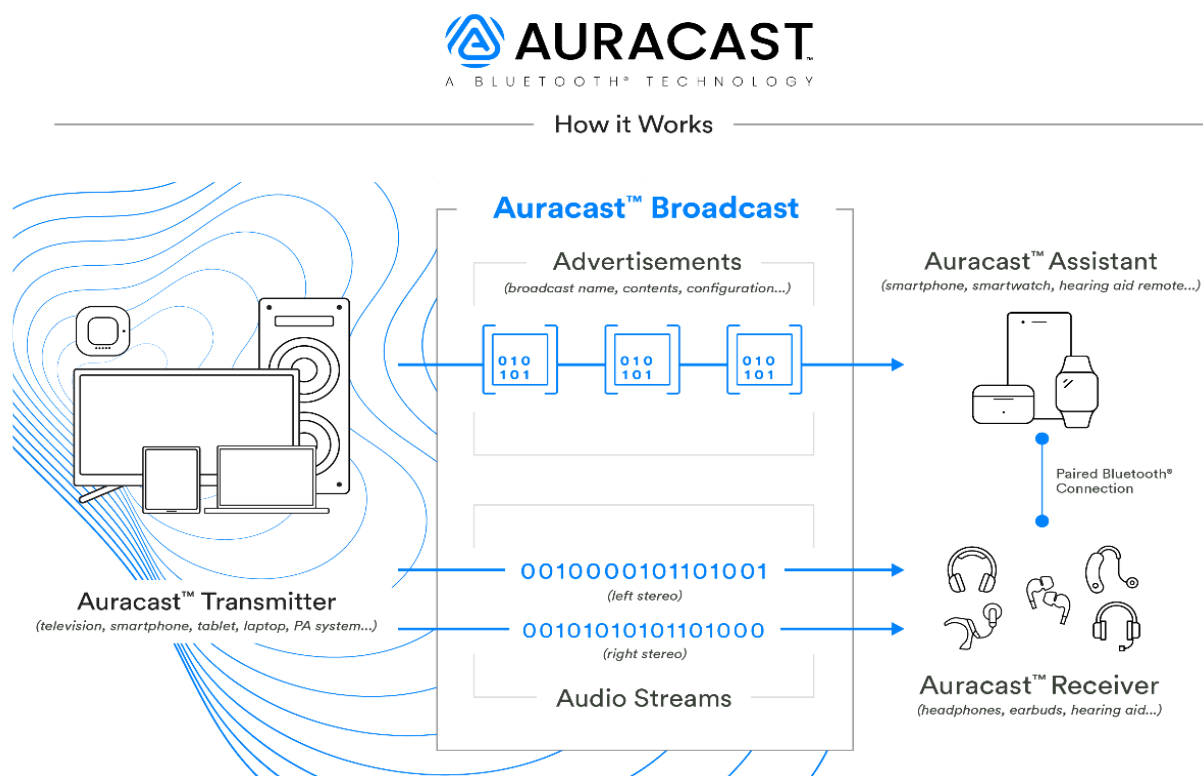 AURACAST™
A BLUETOOTH® TECHNOLOGY
How it Works
Auracast™ Broadcast
Advertisements
(broadcast name, contents, configuration...)
010
101
010
101
010
101
Auracast™ Assistant
(smartphone, smartwatch, hearing aid remote...)
Paired Bluetooth®
Connection
Auracast™ Transmitter
(television, smartphone, tablet, laptop, PA system...)
0010000101101001
(left stereo)
00101010101101000
(right stereo)
Audio Streams
Auracast™ Receiver
(headphones, earbuds, hearing aid...)